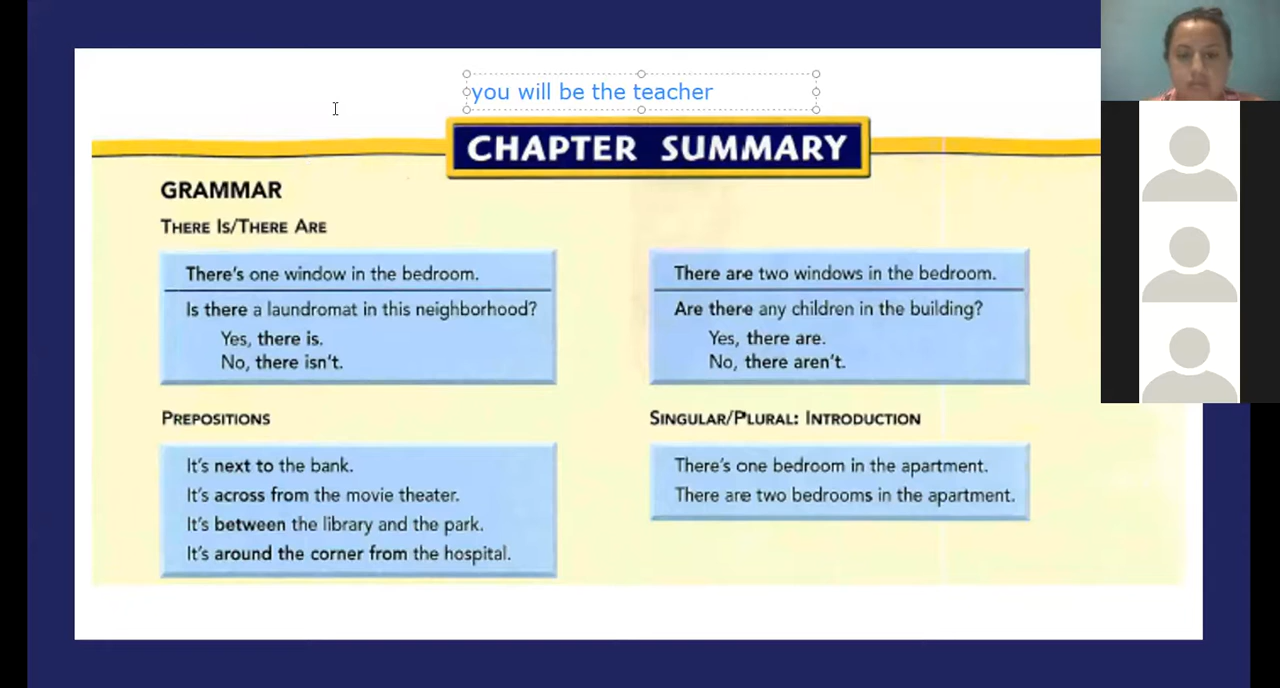 you will be the teacher
CHAPTER SUMMARY
GRAMMAR
THERE IS/THERE ARE
There's one window in the bedroom.
Is there a laundromat in this neighborhood?
Yes, there is.
No, there isn't.
There are two windows in the bedroom.
Are there any children in the building?
Yes, there are.
No, there aren't.
PREPOSITIONS
It's next to the bank.
It's across from the movie theater.
It's between the library and the park.
It's around the corner from the hospital.
SINGULAR/PLURAL: INTRODUCTION
There's one bedroom in the apartment.
There are two bedrooms in the apartment.